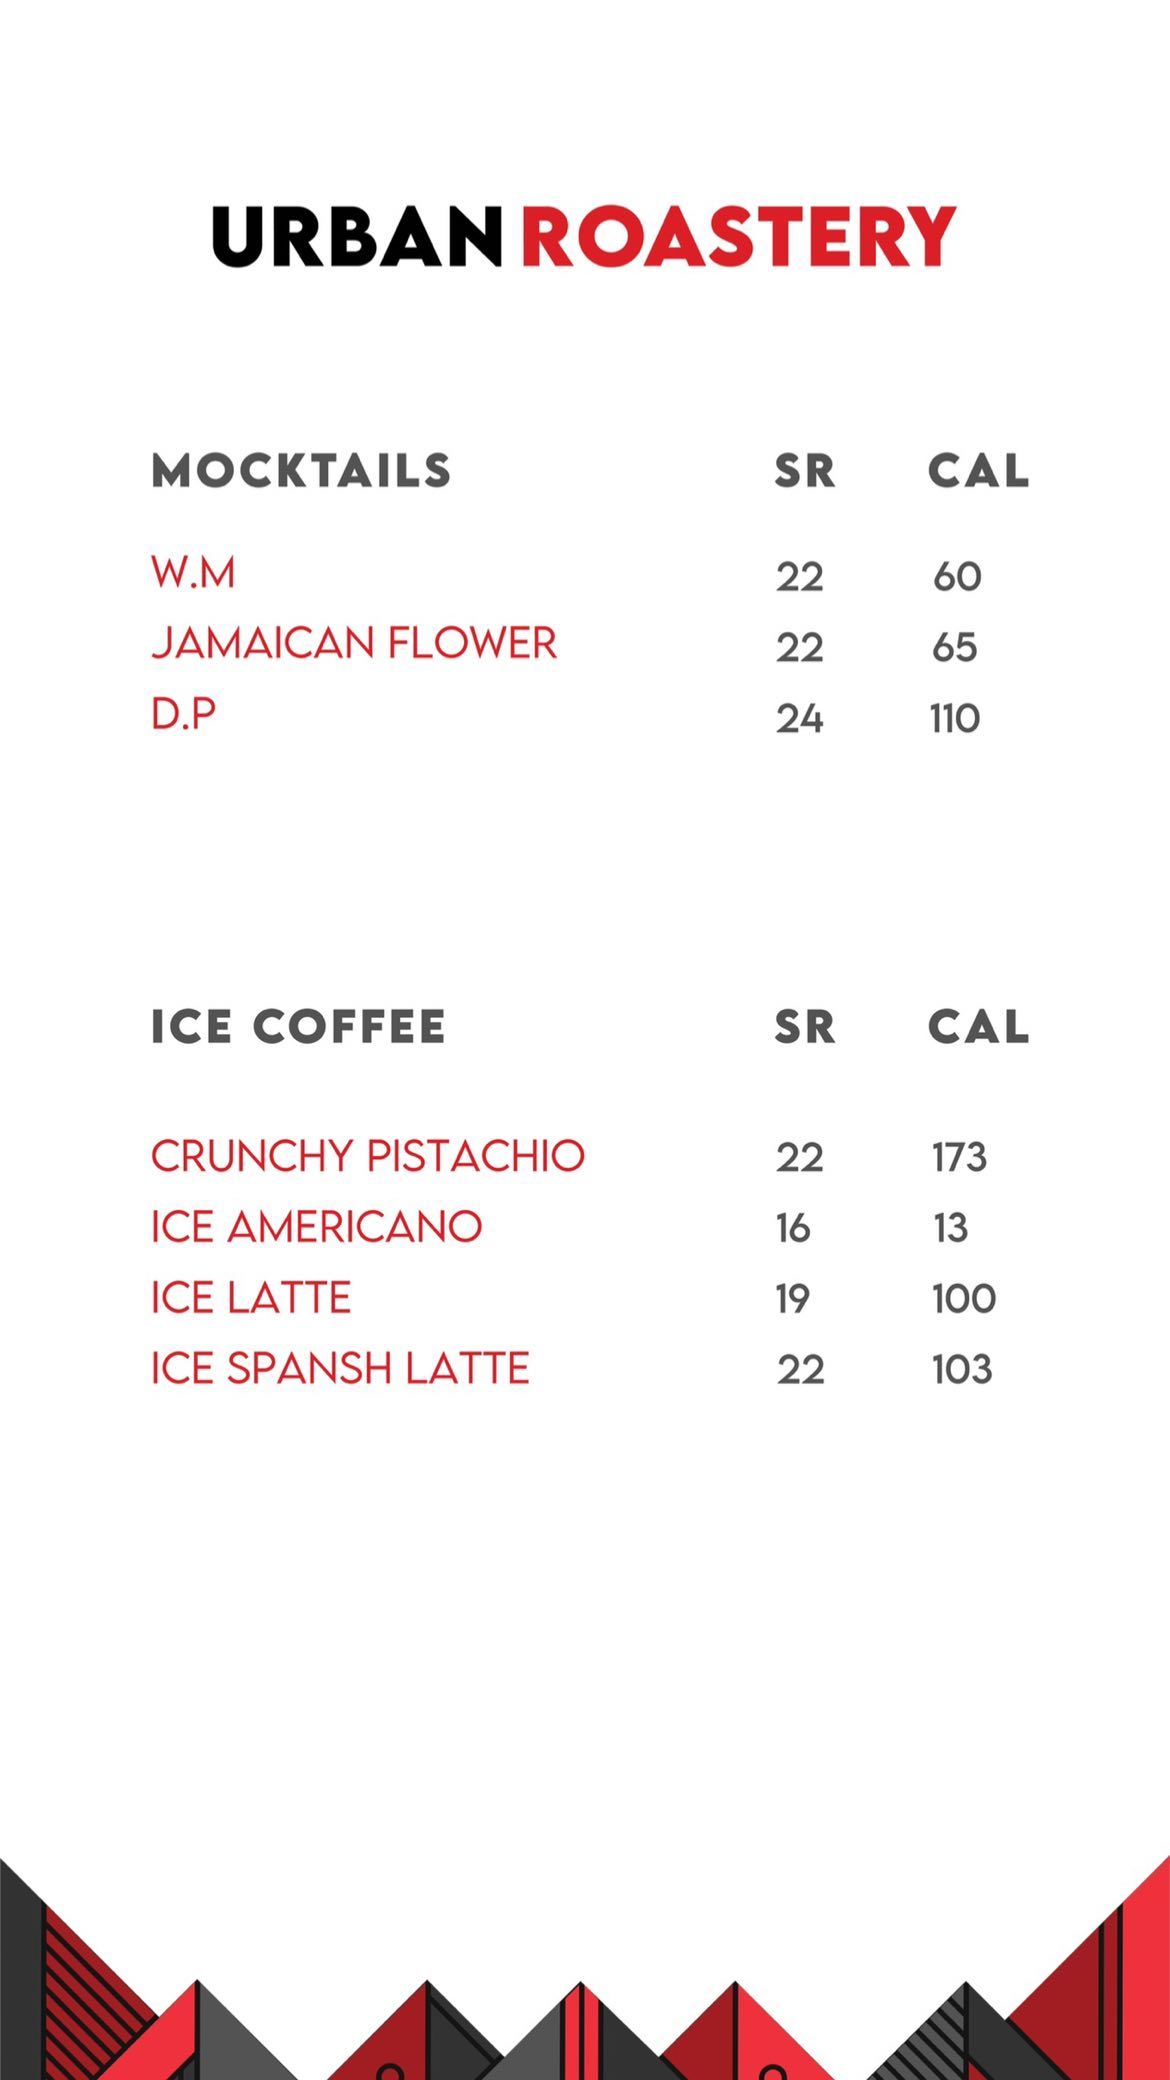 URBAN ROASTERY
MOCKTAILS SR CAL
W.M 22 60
JAMAICAN FLOWER 22 65
D.P 24 110
ICE COFFEE SR CAL
CRUNCHY PISTACHIO 22 173
ICE AMERICANO 16 13
ICE LATTE 19 100
ICE SPANSH LATTE 22 103